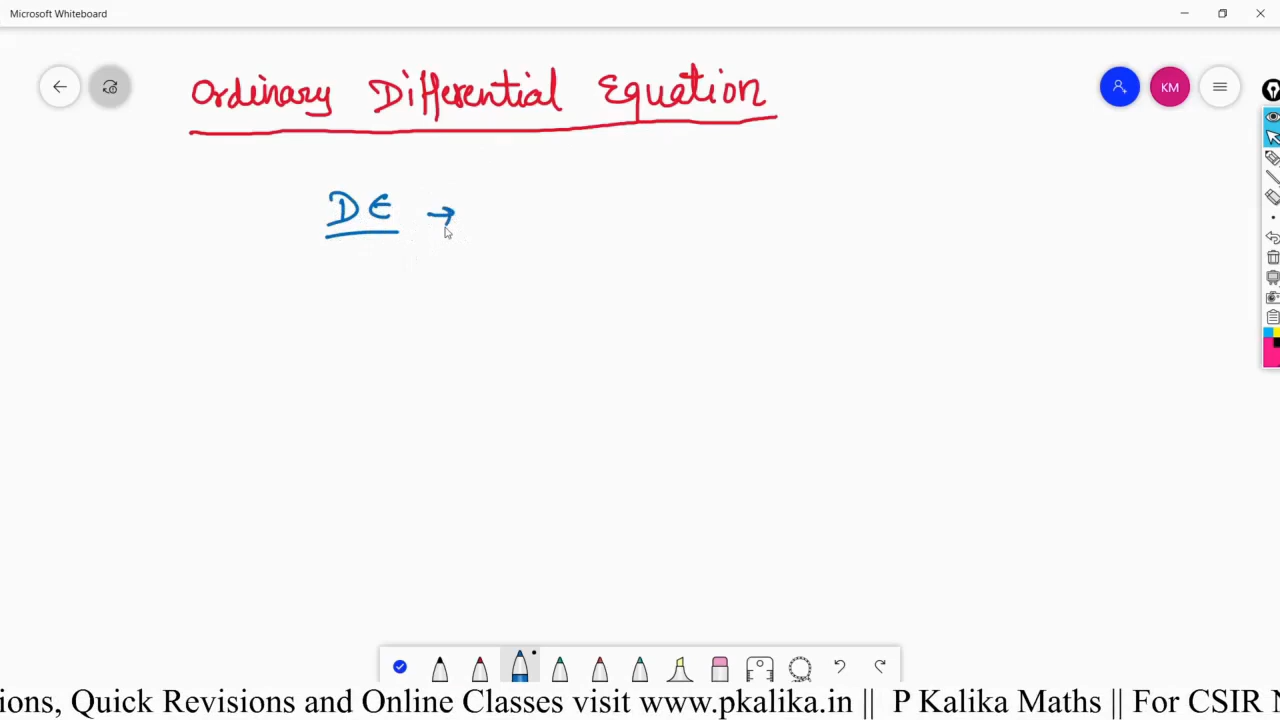 Microsoft Whiteboard
Ordinary Differential Equation
KM
DE →
ions, Quick Revisions and Online Classes visit www.pkalika.in || P Kalika Maths || For CSIR N